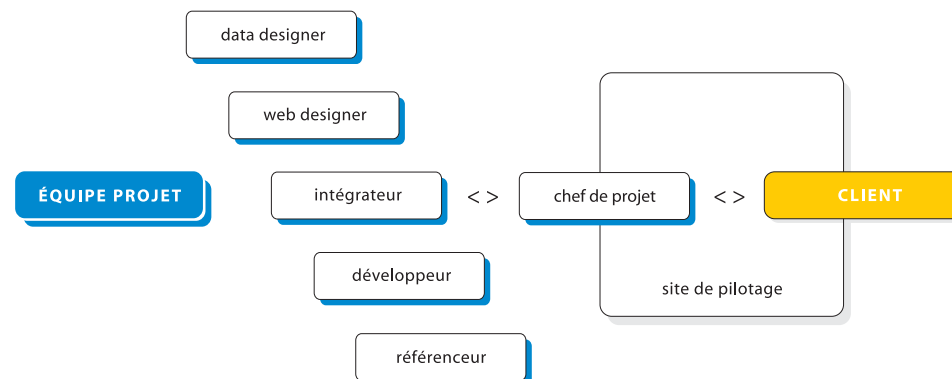 data designer
web designer
ÉQUIPE PROJET
intégrateur
< >
chef de projet
< >
CLIENT
développeur
site de pilotage
référenceur